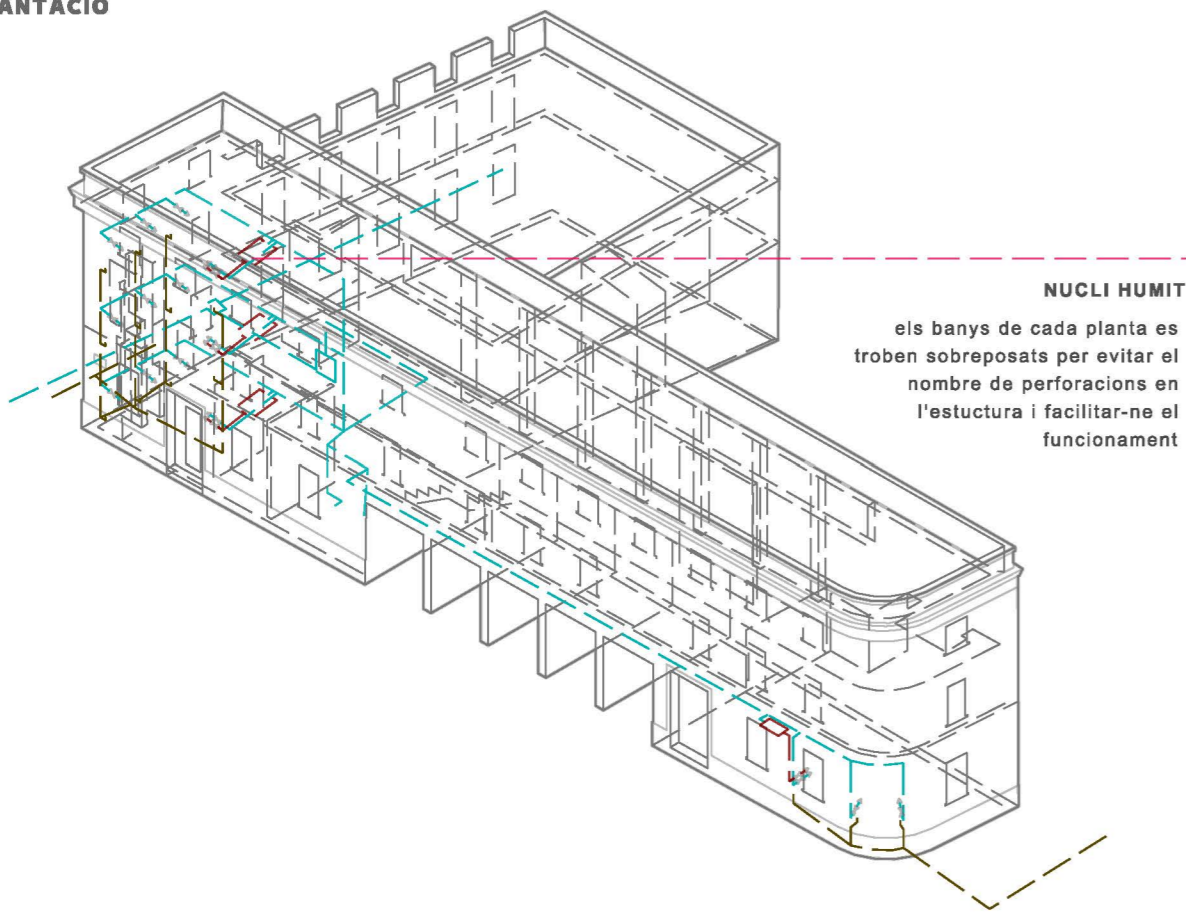 ANTACIÓ
NUCLI HUMIT
els banys de cada planta es
troben sobreposats per evitar el
nombre de perforacions en
l'estuctura i facilitar-ne el
funcionament